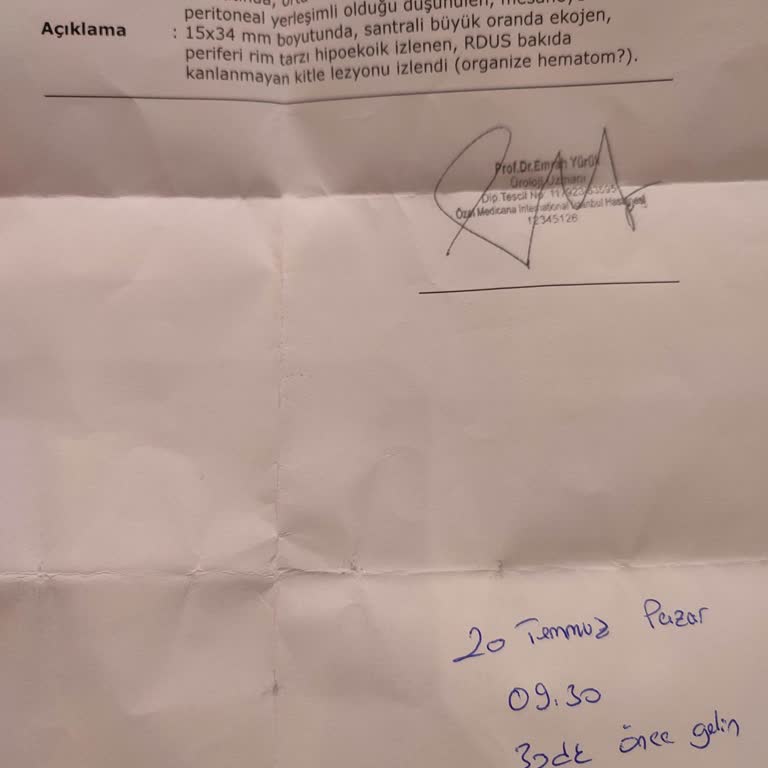 peritoneal yerleşimli olduğu düşünülen,
Açıklama : 15x34 mm boyutunda, santrali büyük oranda ekojen,
periferi rim tarzı hipoekoik izlenen, RDUS bakıda
kanlanmayan kitle lezyonu izlendi (organize hematom?).
Prof.Dr.Emrah Yürük
Üroloji Uzmanı
Dip.Tescil No
Özel Medicana International İstanbul Hastanesi
12345126
20 Temmuz Pazar
09.30
30dk önce gelin